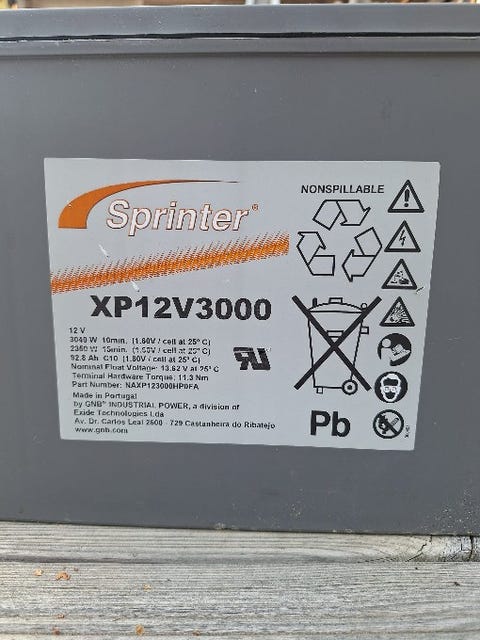 Sprinter®
NONSPILLABLE
XP12V3000
12 V
3040 W 10min. (1.60V / cell at 25° C)
2350 W 15min. (1.60V / cell at 25° C)
92.8 Ah C10 (1.80V / cell at 25° C)
Nominal Float Voltage: 13.62 V at 25° C
Terminal Hardware Torque: 11.3 Nm
Part Number: NAXP123000HP0FA
Made in Portugal
by GNB® INDUSTRIAL POWER, a division of
Exide Technologies Lda
Av. Dr. Carlos Leal 2600 - 729 Castanheira do Ribatejo
www.gnb.com
Pb